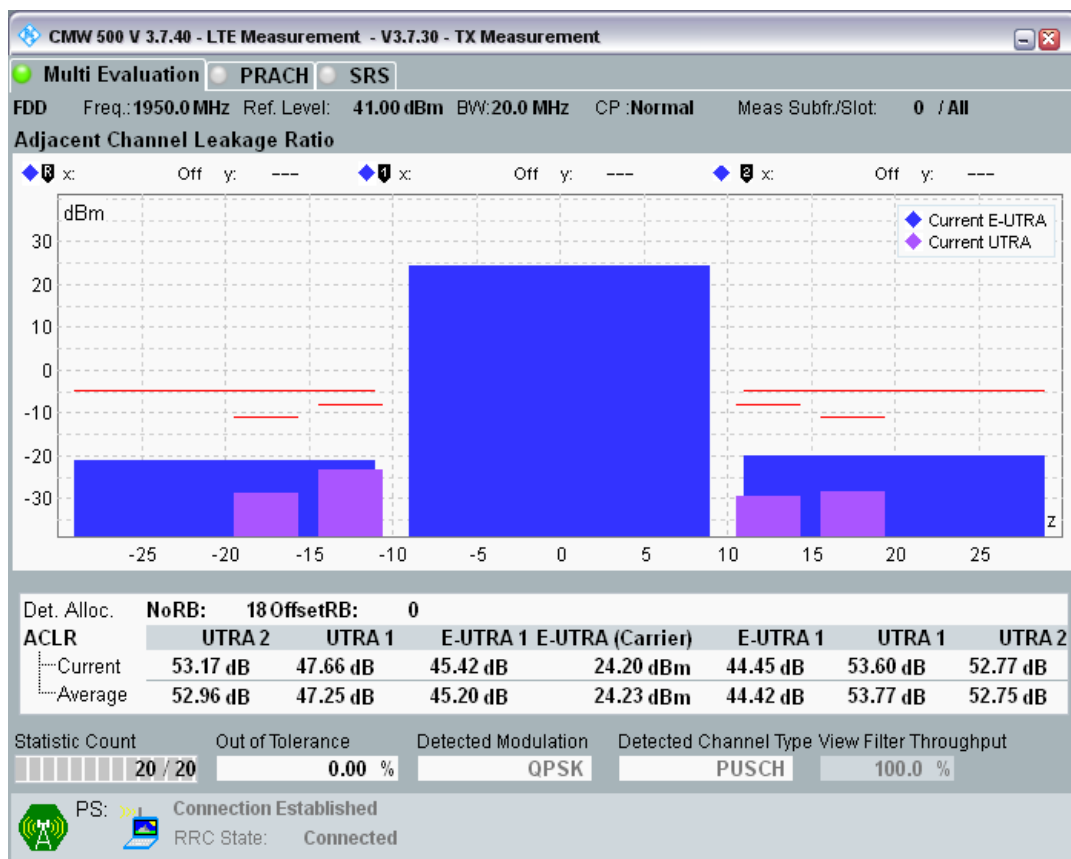 CMW 500 V 3.7.40 - LTE Measurement - V3.7.30 - TX Measurement
Multi Evaluation PRACH SRS
FDD Freq.:1950.0 MHz Ref. Level: 41.00 dBm BW:20.0 MHz CP :Normal Meas Subfr./Slot: 0 / All
Adjacent Channel Leakage Ratio
R x: Off y: --- 1 x: Off y: --- 2 x: Off y: ---
dBm
Current E-UTRA
Current UTRA
30
20
10
0
-10
-20
-30
z
-25 -20 -15 -10 -5 0 5 10 15 20 25
Det. Alloc. NoRB: 18 OffsetRB: 0
ACLR UTRA 2 UTRA 1 E-UTRA 1 E-UTRA (Carrier) E-UTRA 1 UTRA 1 UTRA 2
Current 53.17 dB 47.66 dB 45.42 dB 24.20 dBm 44.45 dB 53.60 dB 52.77 dB
Average 52.96 dB 47.25 dB 45.20 dB 24.23 dBm 44.42 dB 53.77 dB 52.75 dB
Statistic Count Out of Tolerance Detected Modulation Detected Channel Type View Filter Throughput
20 / 20 0.00 % QPSK PUSCH 100.0 %
PS: Connection Established
RRC State: Connected